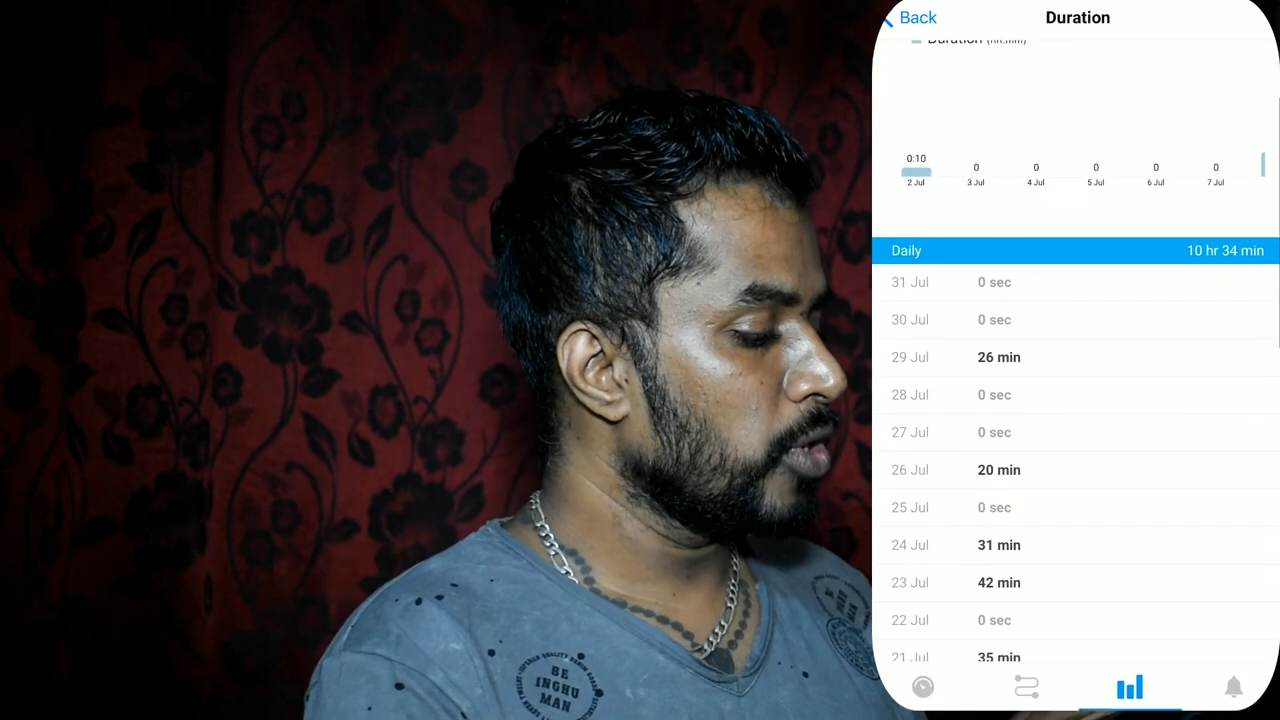 Back
Duration
Duration (hh:mm)
0:10
0
0
0
0
0
2 Jul
3 Jul
4 Jul
5 Jul
6 Jul
7 Jul
Daily
10 hr 34 min
31 Jul
0 sec
30 Jul
0 sec
29 Jul
26 min
28 Jul
0 sec
27 Jul
0 sec
26 Jul
20 min
25 Jul
0 sec
24 Jul
31 min
23 Jul
42 min
22 Jul
0 sec
21 Jul
35 min
BE
INGHU
MAN